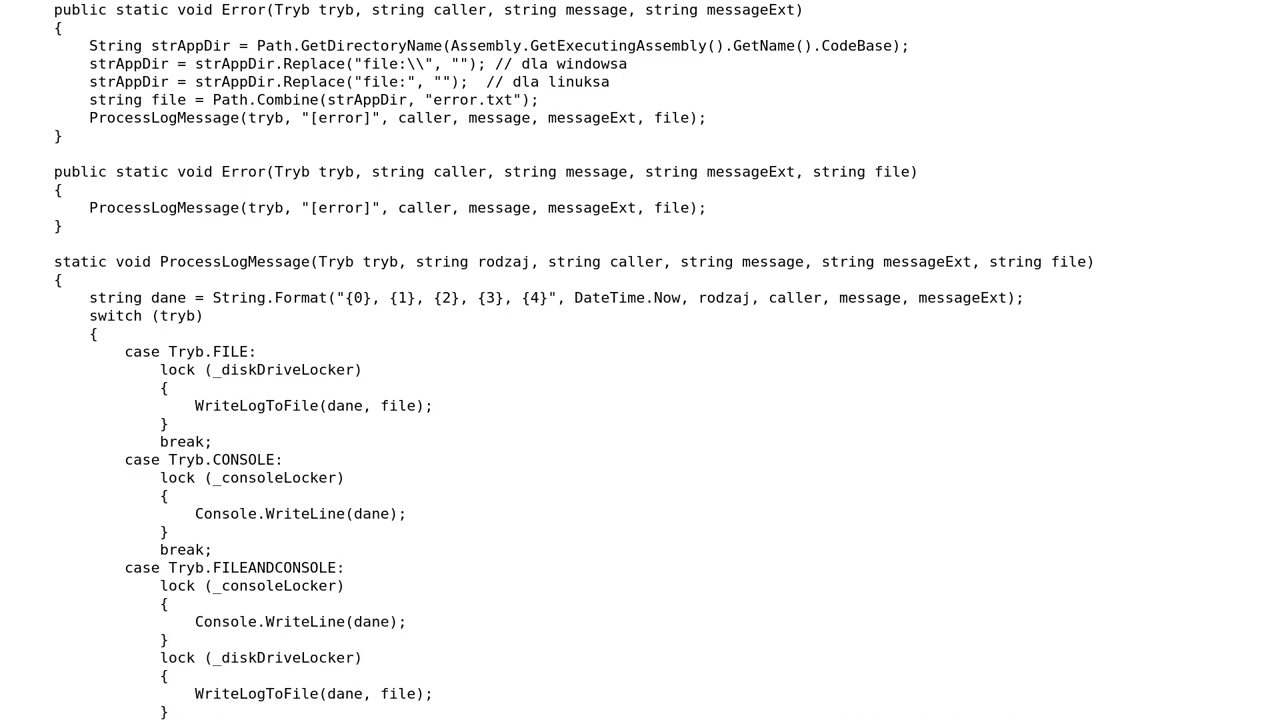 public static void Error(Tryb tryb, string caller, string message, string messageExt)
{
String strAppDir = Path.GetDirectoryName(Assembly.GetExecutingAssembly().GetName().CodeBase);
strAppDir = strAppDir.Replace("file:\\", ""); // dla windowsa
strAppDir = strAppDir.Replace("file:", "");  // dla linuksa
string file = Path.Combine(strAppDir, "error.txt");
ProcessLogMessage(tryb, "[error]", caller, message, messageExt, file);
}
public static void Error(Tryb tryb, string caller, string message, string messageExt, string file)
{
ProcessLogMessage(tryb, "[error]", caller, message, messageExt, file);
}
static void ProcessLogMessage(Tryb tryb, string rodzaj, string caller, string message, string messageExt, string file)
{
string dane = String.Format("{0}, {1}, {2}, {3}, {4}", DateTime.Now, rodzaj, caller, message, messageExt);
switch (tryb)
{
case Tryb.FILE:
lock (_diskDriveLocker)
{
WriteLogToFile(dane, file);
}
break;
case Tryb.CONSOLE:
lock (_consoleLocker)
{
Console.WriteLine(dane);
}
break;
case Tryb.FILEANDCONSOLE:
lock (_consoleLocker)
{
Console.WriteLine(dane);
}
lock (_diskDriveLocker)
{
WriteLogToFile(dane, file);
}